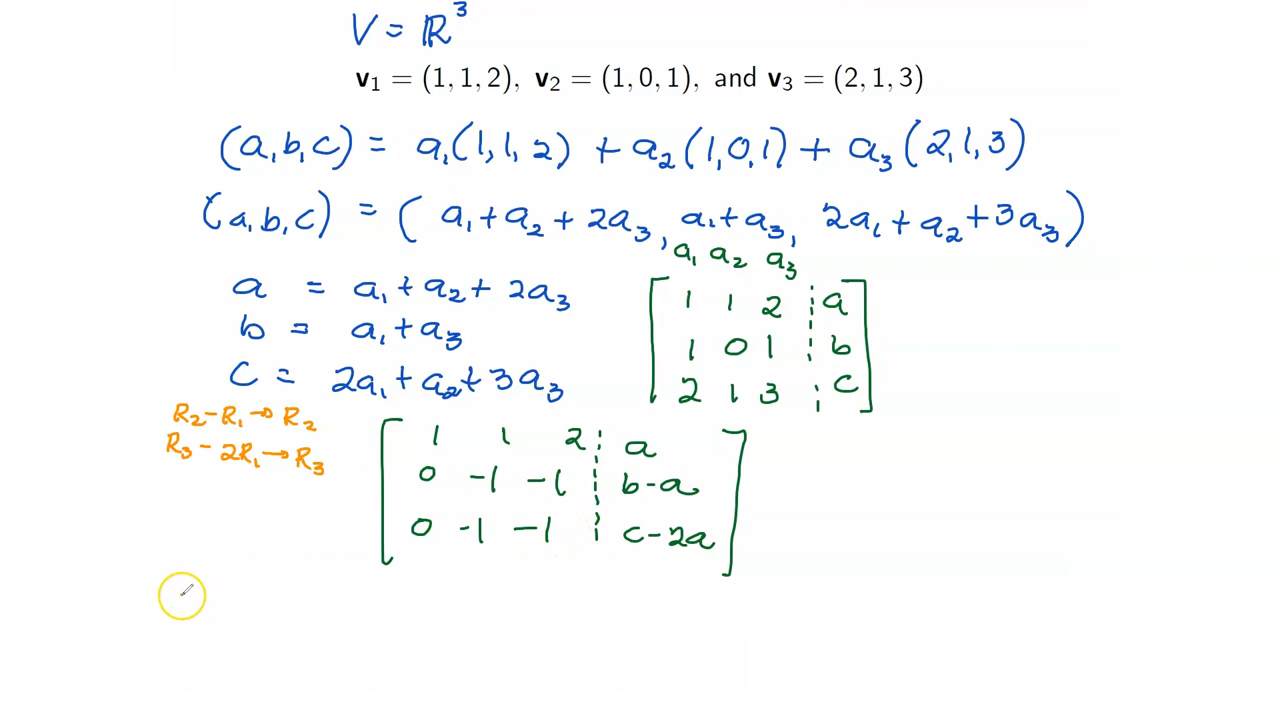 V = ℝ³
v₁ = (1, 1, 2), v₂ = (1, 0, 1), and v₃ = (2, 1, 3)
(a,b,c) = a₁(1,1,2) + a₂(1,0,1) + a₃(2,1,3)
(a,b,c) = (a₁+a₂+2a₃, a₁+a₃, 2a₁+a₂+3a₃)
a₁ a₂ a₃
a = a₁+a₂+2a₃
b = a₁+a₃
c = 2a₁+a₂+3a₃
1 1 2 ¦ a
1 0 1 ¦ b
2 1 3 ¦ c
R₂-R₁→R₂
R₃-2R₁→R₃
1 1 2 ¦ a
0 -1 -1 ¦ b-a
0 -1 -1 ¦ c-2a